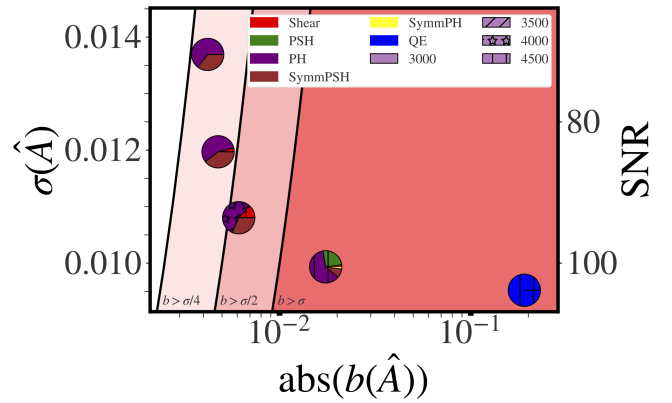 Shear
PSH
PH
SymmPSH
SymmPH
QE
3000
3500
4000
4500
0.014
0.012
0.010
σ(Â)
80
100
SNR
b > σ/4
b > σ/2
b > σ
10⁻²
10⁻¹
abs(b(Â))